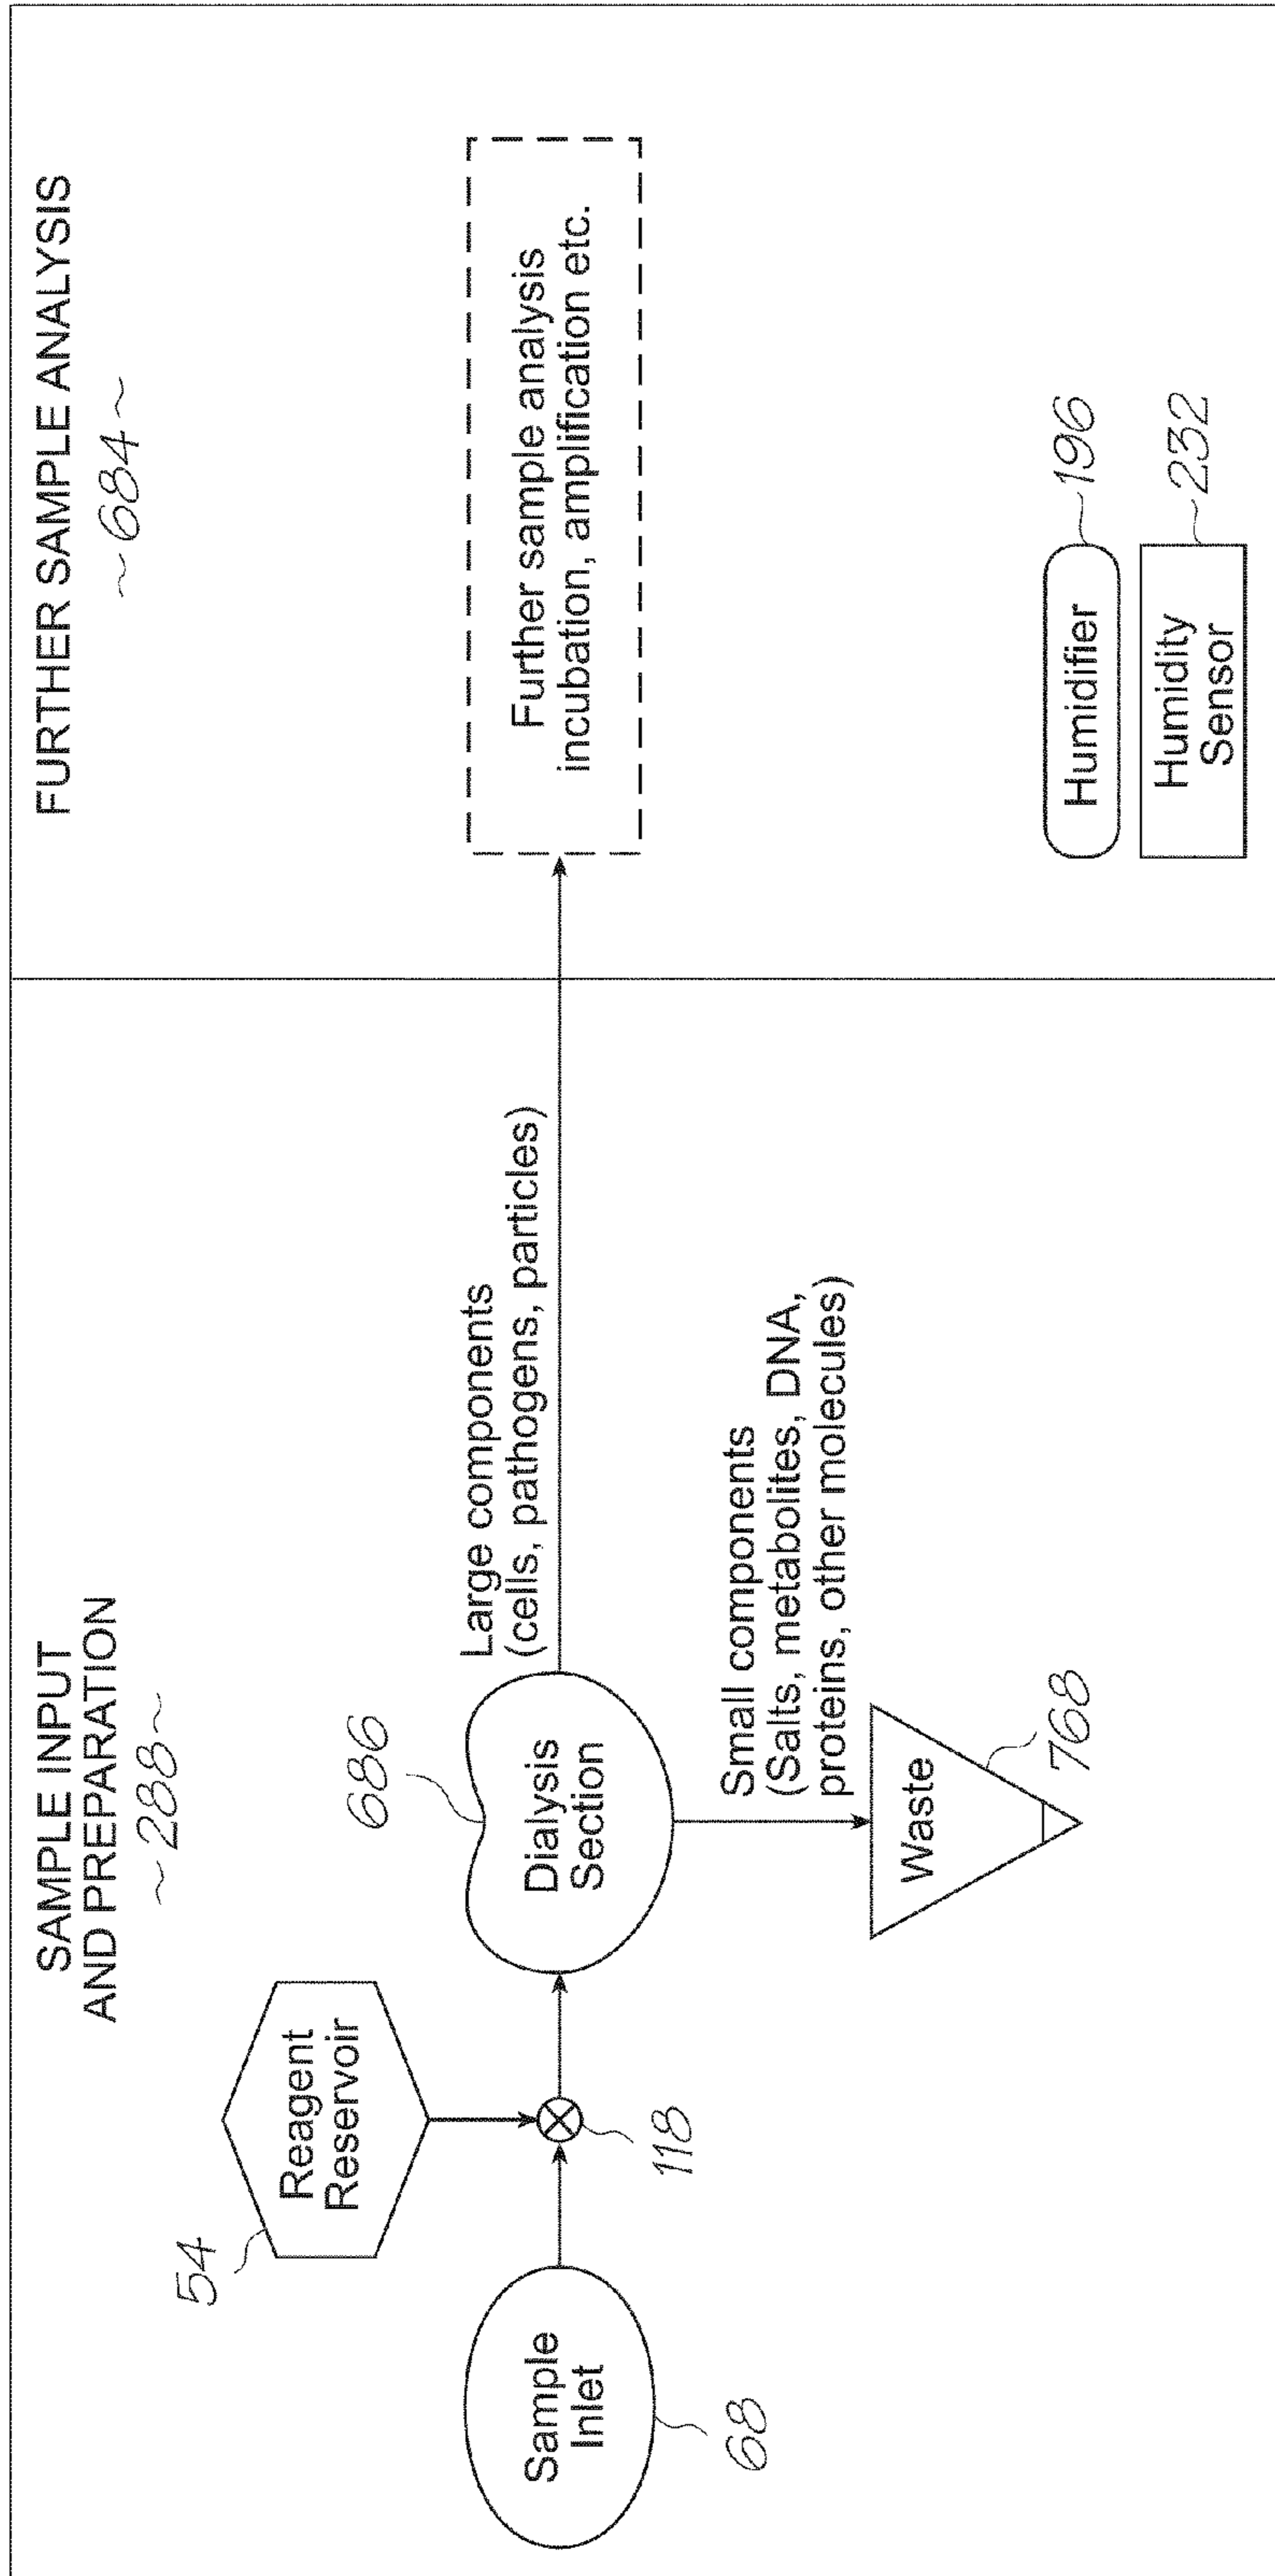 SAMPLE INPUT
AND PREPARATION
~288~
FURTHER SAMPLE ANALYSIS
~684~
54
Reagent
Reservoir
686
Sample
Inlet
68
118
Dialysis
Section
Large components
(cells, pathogens, particles)
Further sample analysis
incubation, amplification etc.
Small components
(Salts, metabolites, DNA,
proteins, other molecules)
Waste
768
Humidifier
196
Humidity
Sensor
232